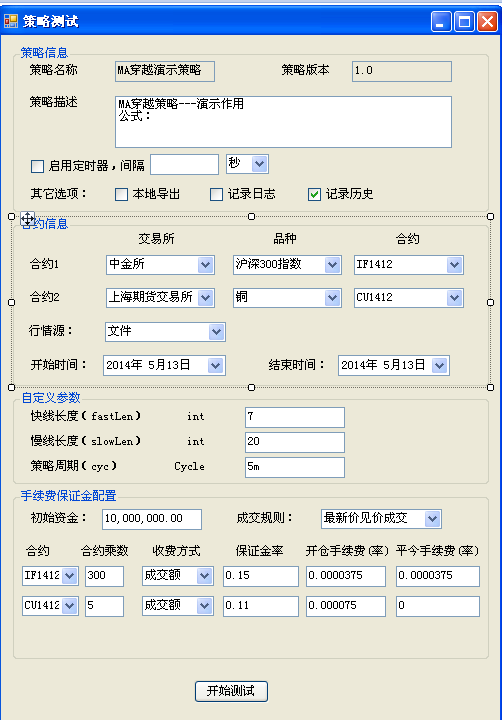 策略测试
策略信息
策略名称 MA穿越演示策略 策略版本 1.0
策略描述 MA穿越策略---演示作用
公式：
启用定时器，间隔 秒
其它选项： 本地导出 记录日志 记录历史
合约信息
交易所 品种 合约
合约1 中金所 沪深300指数 IF1412
合约2 上海期货交易所 铜 CU1412
行情源： 文件
开始时间： 2014年 5月13日 结束时间： 2014年 5月13日
自定义参数
快线长度(fastLen) int 7
慢线长度(slowLen) int 20
策略周期(cyc) Cycle 5m
手续费保证金配置
初始资金： 10,000,000.00 成交规则： 最新价见价成交
合约 合约乘数 收费方式 保证金率 开仓手续费(率) 平今手续费(率)
IF1412 300 成交额 0.15 0.0000375 0.0000375
CU1412 5 成交额 0.11 0.000075 0
开始测试